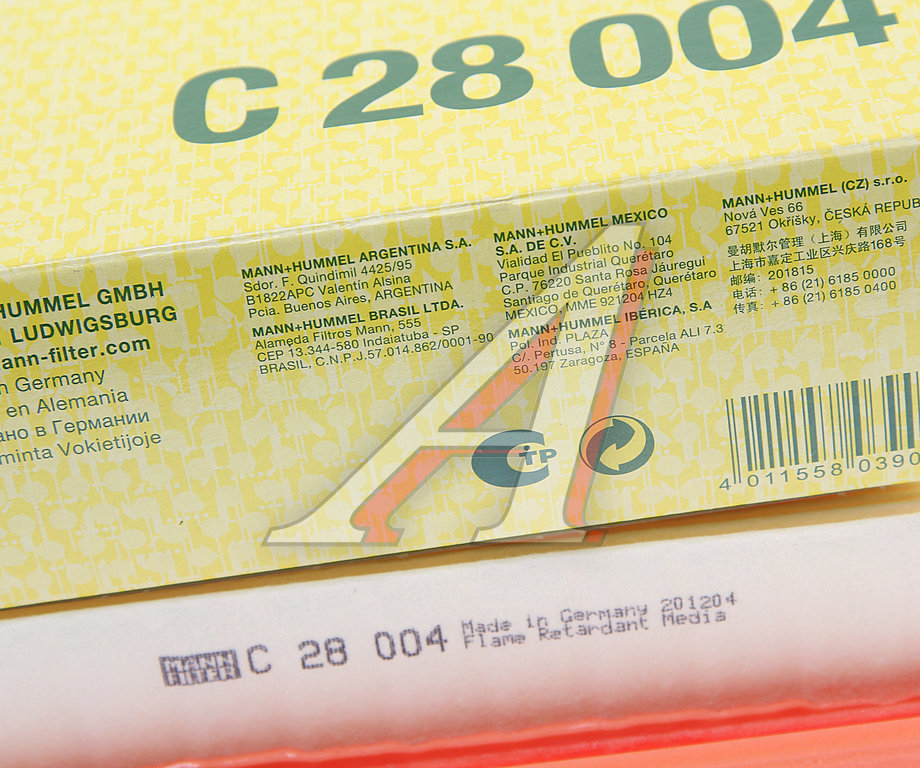 C 28 004
HUMMEL GMBH
LUDWIGSBURG
ann-filter.com
n Germany
en Alemania
ано в Германии
minta Vokietijoje
MANN+HUMMEL ARGENTINA S.A.
Sdor. F. Quindimil 4425/95
B1822APC Valentín Alsina
Pcia. Buenos Aires, ARGENTINA
MANN+HUMMEL BRASIL LTDA.
Alameda Filtros Mann, 555
CEP 13.344-580 Indaiatuba - SP
BRASIL, C.N.P.J.57.014.862/0001-90
MANN+HUMMEL MEXICO
S.A. DE C.V.
Vialidad El Pueblito No. 104
Parque Industrial Querétaro
C.P. 76220 Santa Rosa Jáuregui
Santiago de Querétaro, Querétaro
MEXICO, MME 921204 HZ4
MANN+HUMMEL IBÉRICA, S.A
Pol. Ind. PLAZA
C/. Pertusa, N° 8 - Parcela ALI 7.3
50.197 Zaragoza, ESPAÑA
MANN+HUMMEL (CZ) s.r.o.
Nová Ves 66
67521 Okříšky, ČESKÁ REPUB
曼胡默尔管理（上海）有限公司
上海市嘉定工业区兴庆路168号
邮编：201815
电话：+ 86 (21) 6185 0000
传真：+ 86 (21) 6185 0400
CTP
4 011558 0390
MANN FILTER C 28 004 Made in Germany 201204
Flame Retardant Media